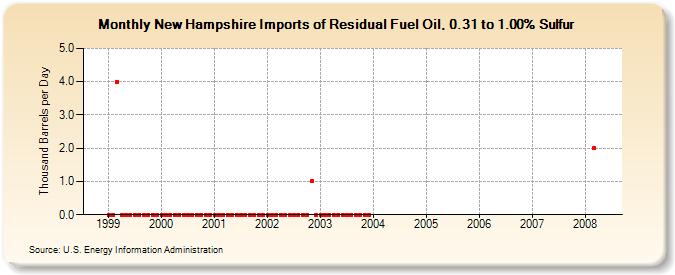 Monthly New Hampshire Imports of Residual Fuel Oil, 0.31 to 1.00% Sulfur
Thousand Barrels per Day
5.0
4.0
3.0
2.0
1.0
0.0
1999 2000 2001 2002 2003 2004 2005 2006 2007 2008
Source: U.S. Energy Information Administration